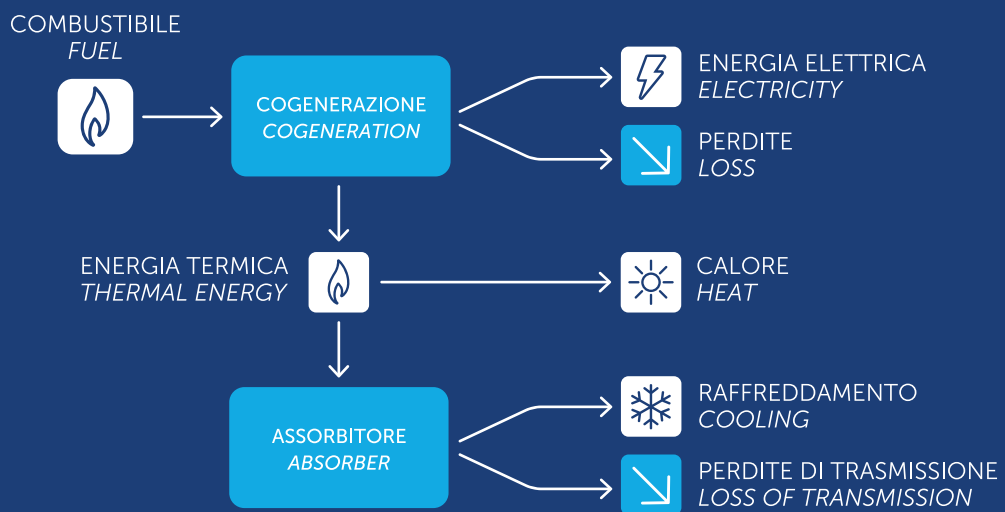 COMBUSTIBILE
FUEL
COGENERAZIONE
COGENERATION
ENERGIA ELETTRICA
ELECTRICITY
PERDITE
LOSS
ENERGIA TERMICA
THERMAL ENERGY
CALORE
HEAT
ASSORBITORE
ABSORBER
RAFFREDDAMENTO
COOLING
PERDITE DI TRASMISSIONE
LOSS OF TRANSMISSION